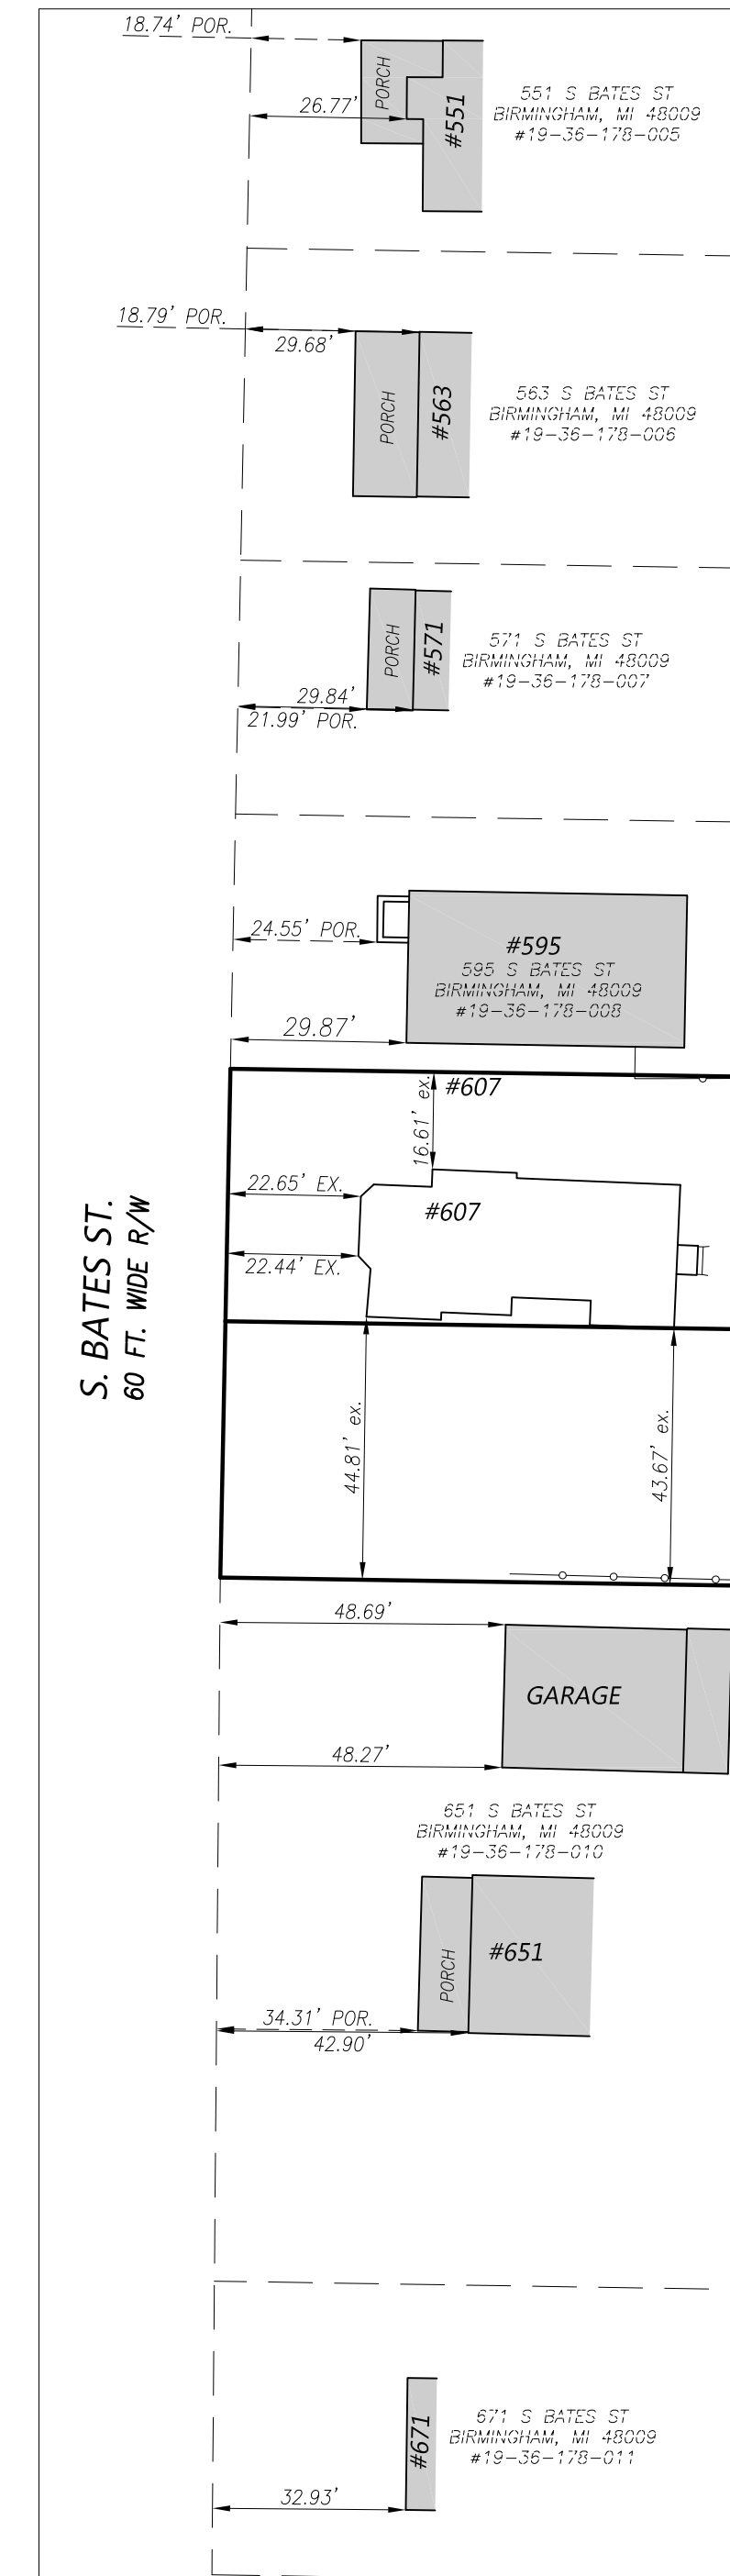 18.74' POR.
PORCH
26.77'
#551
551 S BATES ST
BIRMINGHAM, MI 48009
#19-36-178-005
18.79' POR.
29.68'
PORCH
#563
563 S BATES ST
BIRMINGHAM, MI 48009
#19-36-178-006
PORCH
#571
571 S BATES ST
BIRMINGHAM, MI 48009
#19-36-178-007
29.84'
21.99' POR.
24.55' POR.
#595
595 S BATES ST
BIRMINGHAM, MI 48009
#19-36-178-008
29.87'
#607
16.61' ex.
22.65' EX.
#607
22.44' EX.
S. BATES ST.
60 FT. WIDE R/W
44.81' ex.
43.67' ex.
48.69'
GARAGE
48.27'
651 S BATES ST
BIRMINGHAM, MI 48009
#19-36-178-010
PORCH
#651
34.31' POR.
42.90'
#671
671 S BATES ST
BIRMINGHAM, MI 48009
#19-36-178-011
32.93'